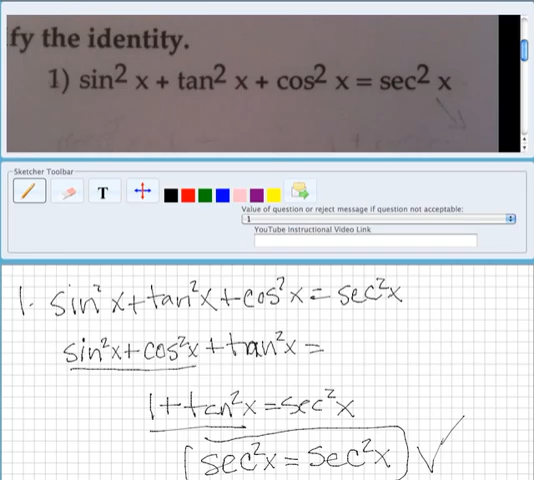 fy the identity.
1) sin² x + tan² x + cos² x = sec² x
Sketcher Toolbar
T
Value of question or reject message if question not acceptable:
1
YouTube Instructional Video Link
1. sin²x+tan²x+cos²x=sec²x
sin²x+cos²x+tan²x=
1+tan²x=sec²x
sec²x=sec²x